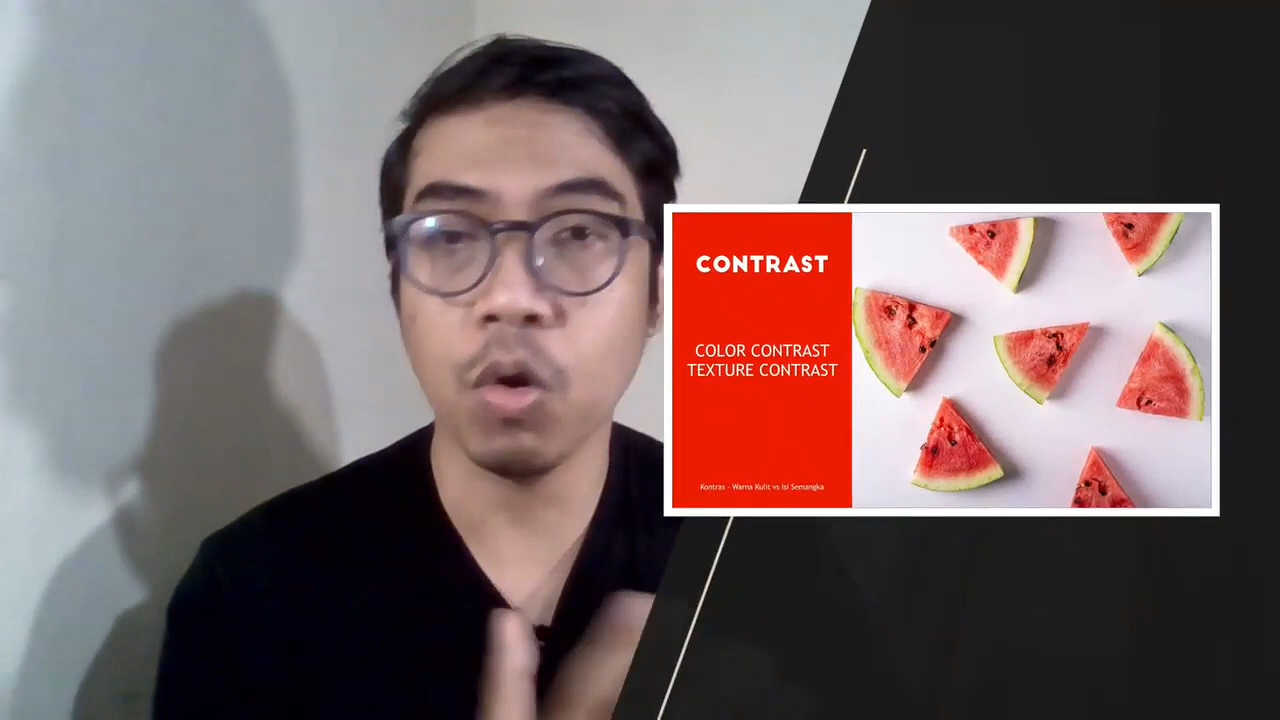 CONTRAST
COLOR CONTRAST
TEXTURE CONTRAST
Kontras - Warna Kulit vs Isi Semangka